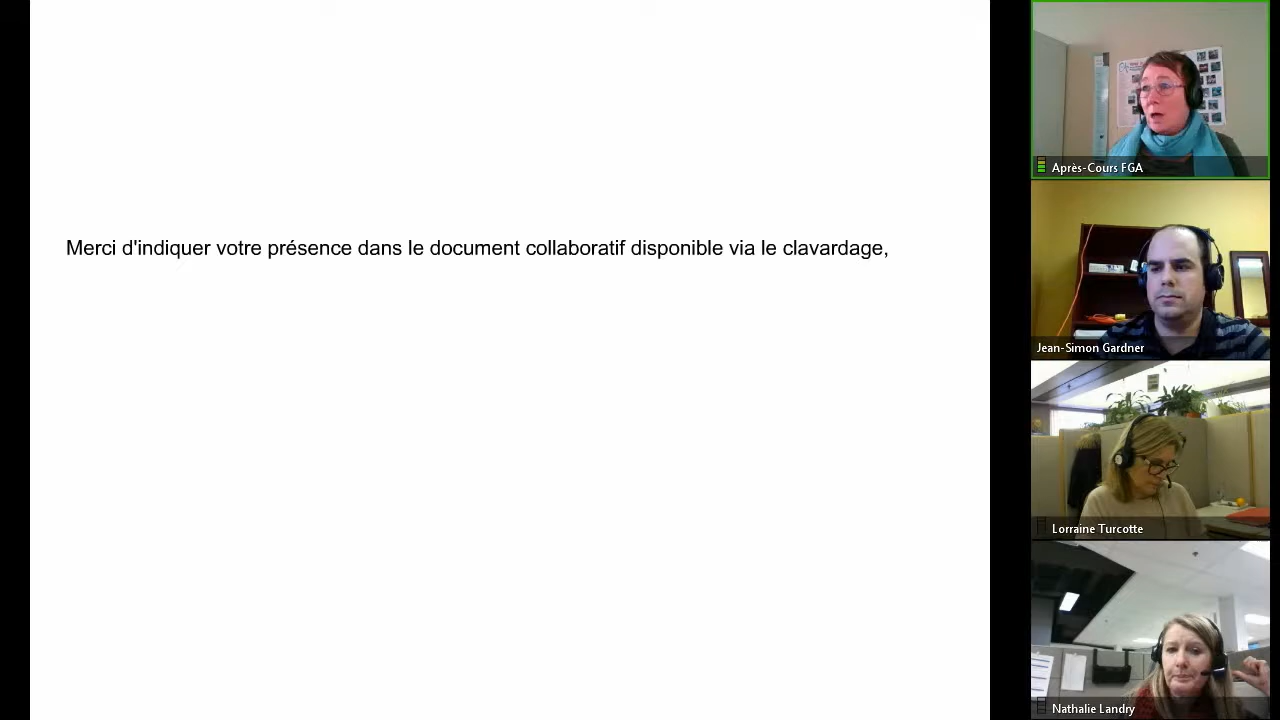 Merci d'indiquer votre présence dans le document collaboratif disponible via le clavardage,
Après-Cours FGA
Jean-Simon Gardner
Lorraine Turcotte
Nathalie Landry